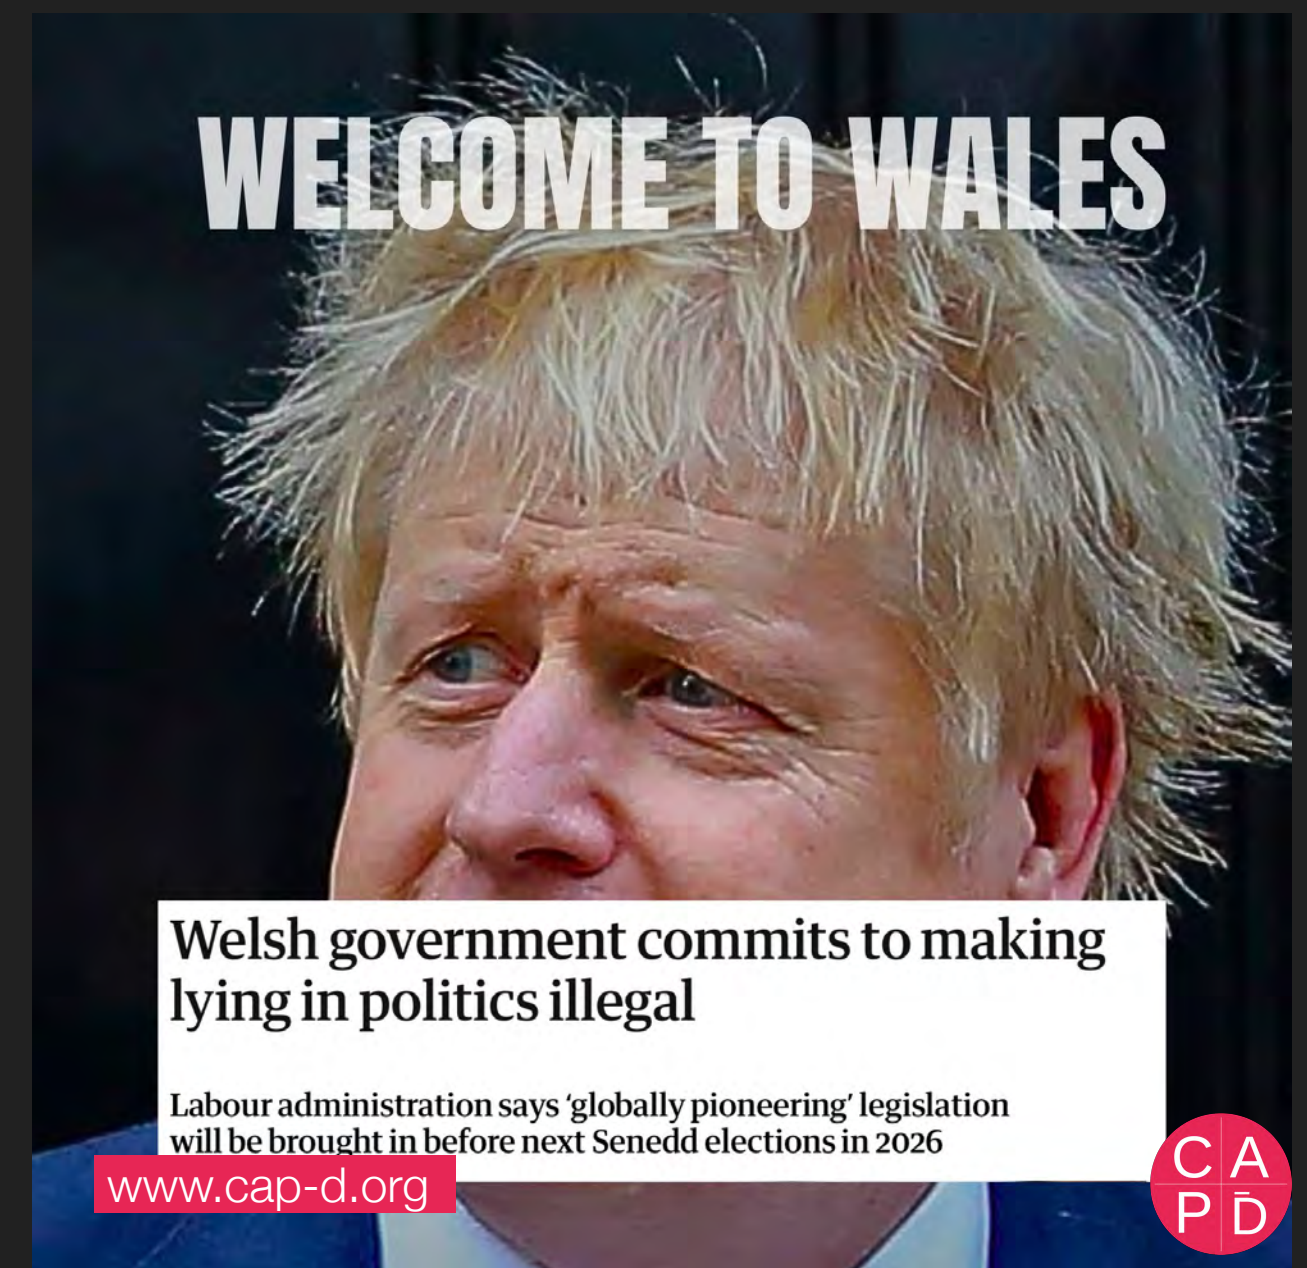 WELCOME TO WALES
Welsh government commits to making
lying in politics illegal
Labour administration says ‘globally pioneering’ legislation
will be brought in before next Senedd elections in 2026
www.cap-d.org
C A
P D̄